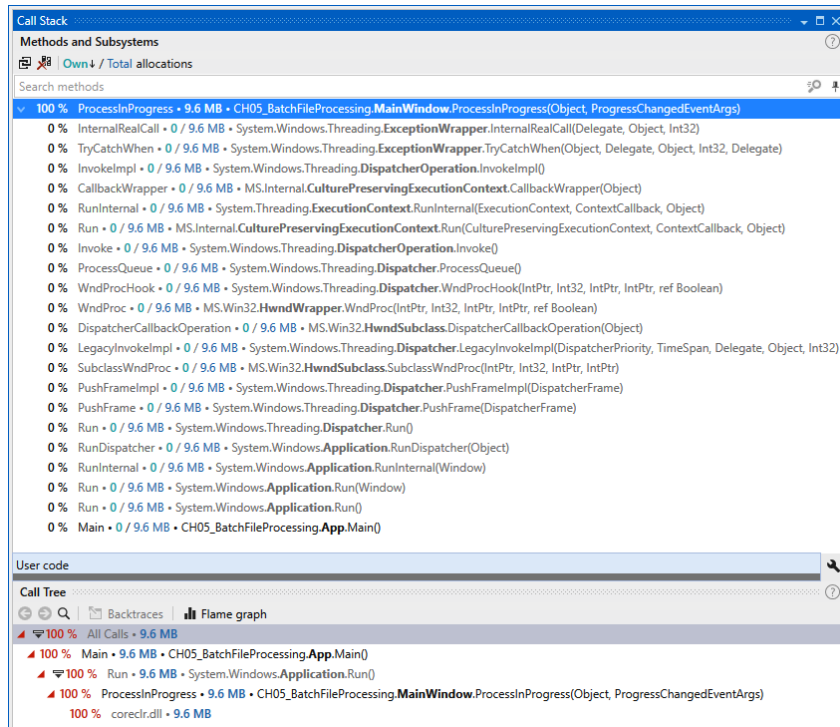 Call Stack
Methods and Subsystems
Own↓ / Total allocations
Search methods
100 % ProcessInProgress • 9.6 MB • CH05_BatchFileProcessing.MainWindow.ProcessInProgress(Object, ProgressChangedEventArgs)
0 % InternalRealCall • 0 / 9.6 MB • System.Windows.Threading.ExceptionWrapper.InternalRealCall(Delegate, Object, Int32)
0 % TryCatchWhen • 0 / 9.6 MB • System.Windows.Threading.ExceptionWrapper.TryCatchWhen(Object, Delegate, Object, Int32, Delegate)
0 % InvokeImpl • 0 / 9.6 MB • System.Windows.Threading.DispatcherOperation.InvokeImpl()
0 % CallbackWrapper • 0 / 9.6 MB • MS.Internal.CulturePreservingExecutionContext.CallbackWrapper(Object)
0 % RunInternal • 0 / 9.6 MB • System.Threading.ExecutionContext.RunInternal(ExecutionContext, ContextCallback, Object)
0 % Run • 0 / 9.6 MB • MS.Internal.CulturePreservingExecutionContext.Run(CulturePreservingExecutionContext, ContextCallback, Object)
0 % Invoke • 0 / 9.6 MB • System.Windows.Threading.DispatcherOperation.Invoke()
0 % ProcessQueue • 0 / 9.6 MB • System.Windows.Threading.Dispatcher.ProcessQueue()
0 % WndProcHook • 0 / 9.6 MB • System.Windows.Threading.Dispatcher.WndProcHook(IntPtr, Int32, IntPtr, IntPtr, ref Boolean)
0 % WndProc • 0 / 9.6 MB • MS.Win32.HwndWrapper.WndProc(IntPtr, Int32, IntPtr, IntPtr, ref Boolean)
0 % DispatcherCallbackOperation • 0 / 9.6 MB • MS.Win32.HwndSubclass.DispatcherCallbackOperation(Object)
0 % LegacyInvokeImpl • 0 / 9.6 MB • System.Windows.Threading.Dispatcher.LegacyInvokeImpl(DispatcherPriority, TimeSpan, Delegate, Object, Int32)
0 % SubclassWndProc • 0 / 9.6 MB • MS.Win32.HwndSubclass.SubclassWndProc(IntPtr, Int32, IntPtr, IntPtr)
0 % PushFrameImpl • 0 / 9.6 MB • System.Windows.Threading.Dispatcher.PushFrameImpl(DispatcherFrame)
0 % PushFrame • 0 / 9.6 MB • System.Windows.Threading.Dispatcher.PushFrame(DispatcherFrame)
0 % Run • 0 / 9.6 MB • System.Windows.Threading.Dispatcher.Run()
0 % RunDispatcher • 0 / 9.6 MB • System.Windows.Application.RunDispatcher(Object)
0 % RunInternal • 0 / 9.6 MB • System.Windows.Application.RunInternal(Window)
0 % Run • 0 / 9.6 MB • System.Windows.Application.Run(Window)
0 % Run • 0 / 9.6 MB • System.Windows.Application.Run()
0 % Main • 0 / 9.6 MB • CH05_BatchFileProcessing.App.Main()
User code
Call Tree
Backtraces Flame graph
100 % All Calls • 9.6 MB
100 % Main • 9.6 MB • CH05_BatchFileProcessing.App.Main()
100 % Run • 9.6 MB • System.Windows.Application.Run()
100 % ProcessInProgress • 9.6 MB • CH05_BatchFileProcessing.MainWindow.ProcessInProgress(Object, ProgressChangedEventArgs)
100 % coreclr.dll • 9.6 MB